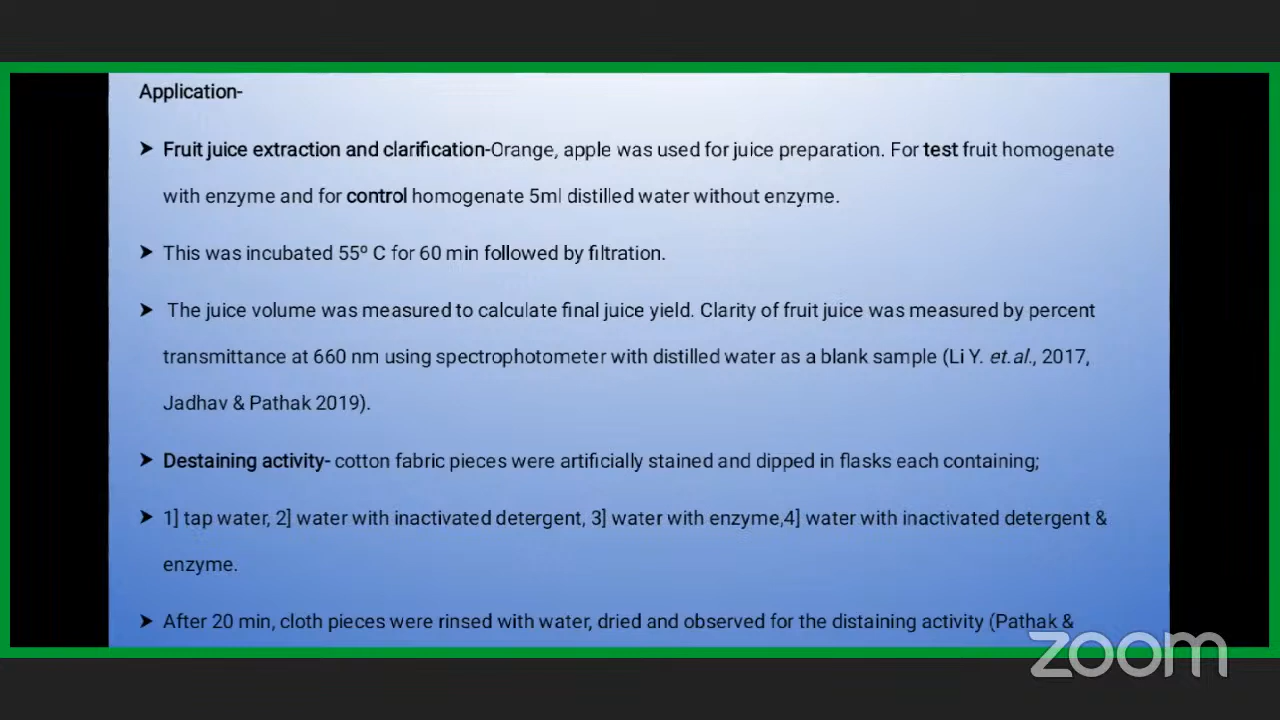 Application-
➤ Fruit juice extraction and clarification-Orange, apple was used for juice preparation. For test fruit homogenate
with enzyme and for control homogenate 5ml distilled water without enzyme.
➤ This was incubated 55º C for 60 min followed by filtration.
➤ The juice volume was measured to calculate final juice yield. Clarity of fruit juice was measured by percent
transmittance at 660 nm using spectrophotometer with distilled water as a blank sample (Li Y. et.al., 2017,
Jadhav & Pathak 2019).
➤ Destaining activity- cotton fabric pieces were artificially stained and dipped in flasks each containing;
➤ 1] tap water, 2] water with inactivated detergent, 3] water with enzyme,4] water with inactivated detergent &
enzyme.
➤ After 20 min, cloth pieces were rinsed with water, dried and observed for the distaining activity (Pathak &
zoom